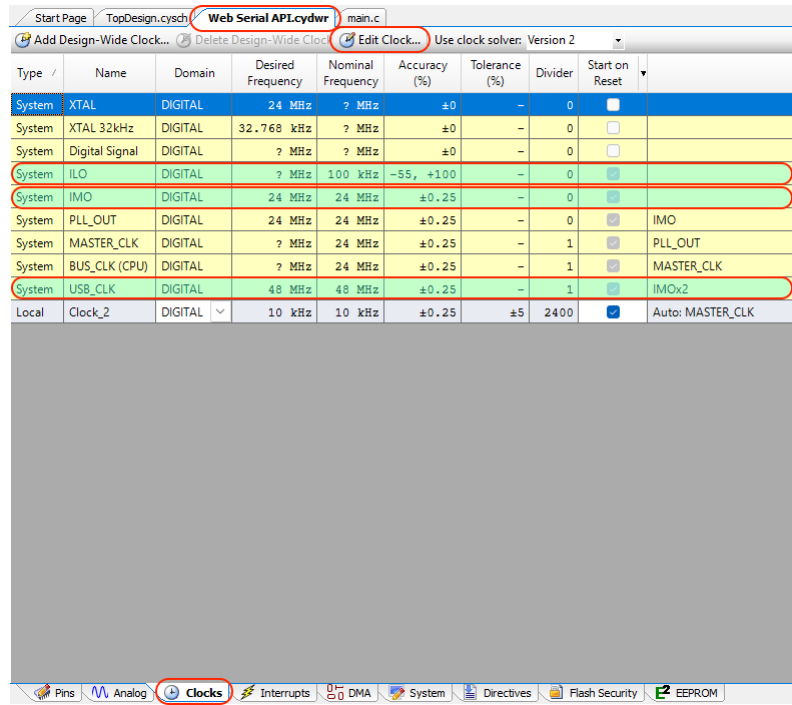 Start Page TopDesign.cysch Web Serial API.cydwr main.c
Add Design-Wide Clock... Delete Design-Wide Clock Edit Clock... Use clock solver: Version 2
Type / Name Domain Desired Frequency Nominal Frequency Accuracy (%) Tolerance (%) Divider Start on Reset
System XTAL DIGITAL 24 MHz ? MHz ±0 - 0
System XTAL 32kHz DIGITAL 32.768 kHz ? MHz ±0 - 0
System Digital Signal DIGITAL ? MHz ? MHz ±0 - 0
System ILO DIGITAL ? MHz 100 kHz -55, +100 - 0
System IMO DIGITAL 24 MHz 24 MHz ±0.25 - 0
System PLL_OUT DIGITAL 24 MHz 24 MHz ±0.25 - 0 IMO
System MASTER_CLK DIGITAL ? MHz 24 MHz ±0.25 - 1 PLL_OUT
System BUS_CLK (CPU) DIGITAL ? MHz 24 MHz ±0.25 - 1 MASTER_CLK
System USB_CLK DIGITAL 48 MHz 48 MHz ±0.25 - 1 IMOx2
Local Clock_2 DIGITAL 10 kHz 10 kHz ±0.25 ±5 2400 Auto: MASTER_CLK
Pins Analog Clocks Interrupts DMA System Directives Flash Security EEPROM